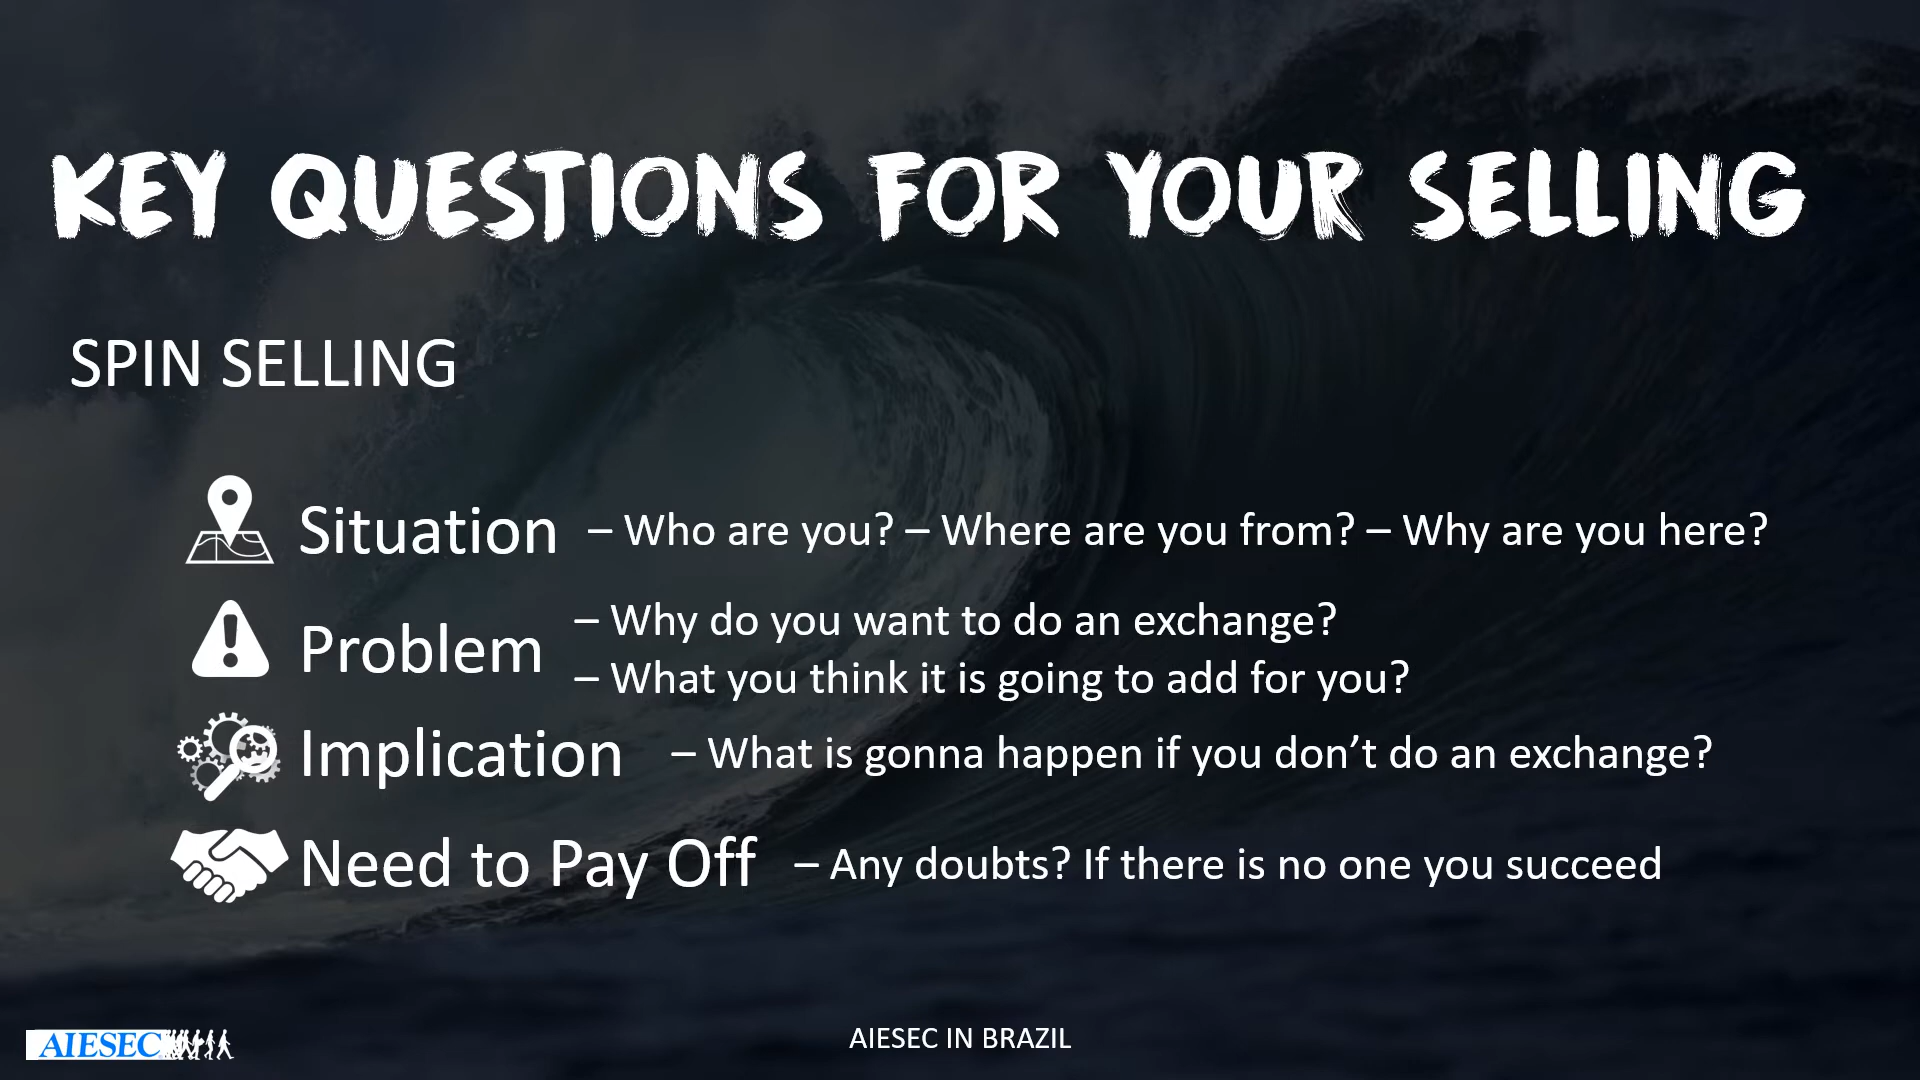 KEY QUESTIONS FOR YOUR SELLING
SPIN SELLING
Situation – Who are you? – Where are you from? – Why are you here?
Problem
– Why do you want to do an exchange?
– What you think it is going to add for you?
Implication – What is gonna happen if you don’t do an exchange?
Need to Pay Off – Any doubts? If there is no one you succeed
AIESEC
AIESEC IN BRAZIL